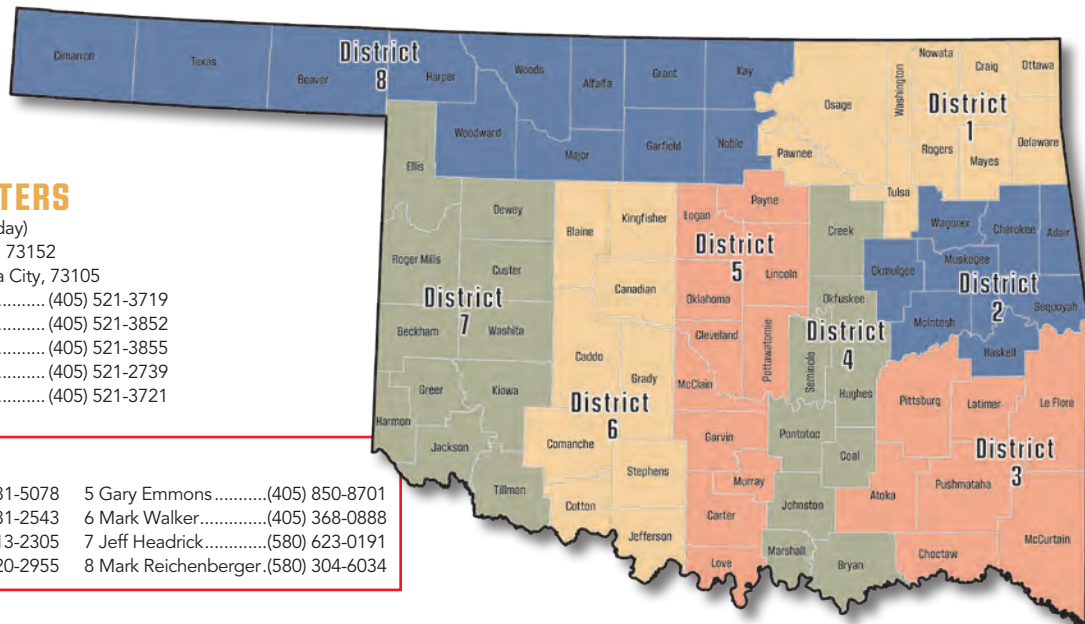 TERS
day)
73152
a City, 73105
.......... (405) 521-3719
.......... (405) 521-3852
.......... (405) 521-3855
.......... (405) 521-2739
.......... (405) 521-3721
31-5078 5 Gary Emmons...........(405) 850-8701
31-2543 6 Mark Walker.............(405) 368-0888
13-2305 7 Jeff Headrick.............(580) 623-0191
20-2955 8 Mark Reichenberger.(580) 304-6034
District
8
Cimarron
Texas
Beaver
Harper
Woods
Alfalfa
Grant
Kay
Woodward
Major
Garfield
Noble
District
1
Osage
Washington
Nowata
Craig
Ottawa
Pawnee
Rogers
Mayes
Delaware
Tulsa
District
2
Wagoner
Cherokee
Adair
Okmulgee
Muskogee
McIntosh
Sequoyah
Haskell
District
7
Ellis
Dewey
Roger Mills
Custer
Beckham
Washita
Greer
Kiowa
Harmon
Jackson
Tillman
District
6
Blaine
Kingfisher
Canadian
Caddo
Grady
Comanche
Stephens
Cotton
Jefferson
District
5
Logan
Payne
Lincoln
Oklahoma
Cleveland
Pottawatomie
McClain
Garvin
Murray
Carter
Love
District
4
Creek
Okfuskee
Seminole
Hughes
Pontotoc
Coal
Johnston
Marshall
Bryan
District
3
Pittsburg
Latimer
Le Flore
Atoka
Pushmataha
McCurtain
Choctaw